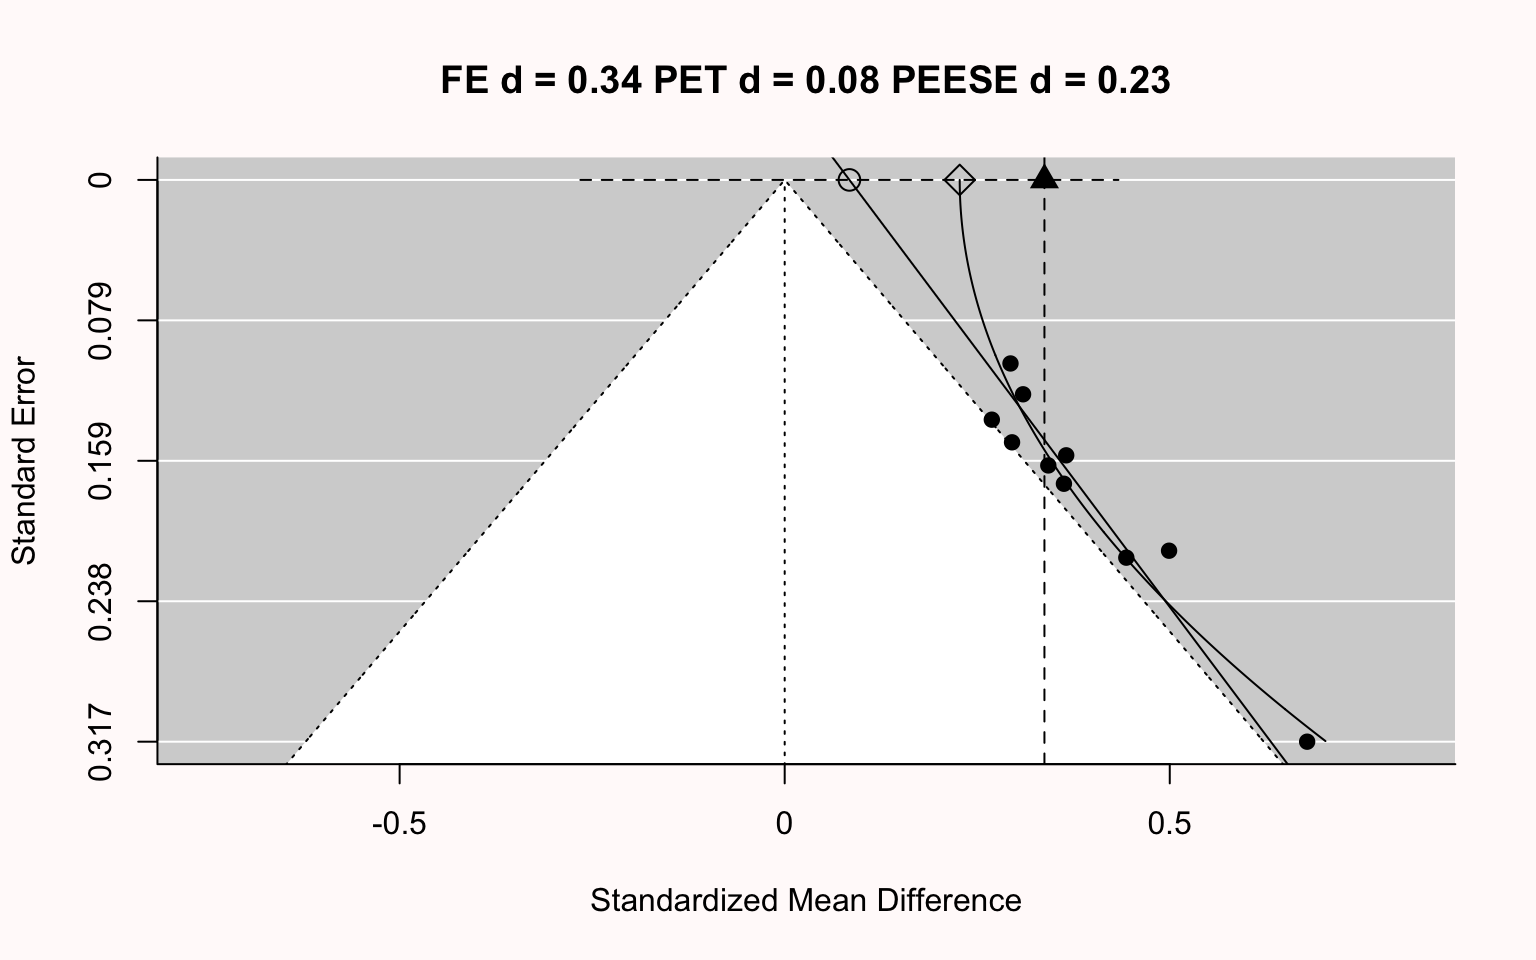 FE d = 0.34 PET d = 0.08 PEESE d = 0.23
Standard Error
0
0.079
0.159
0.238
0.317
-0.5
0
0.5
Standardized Mean Difference